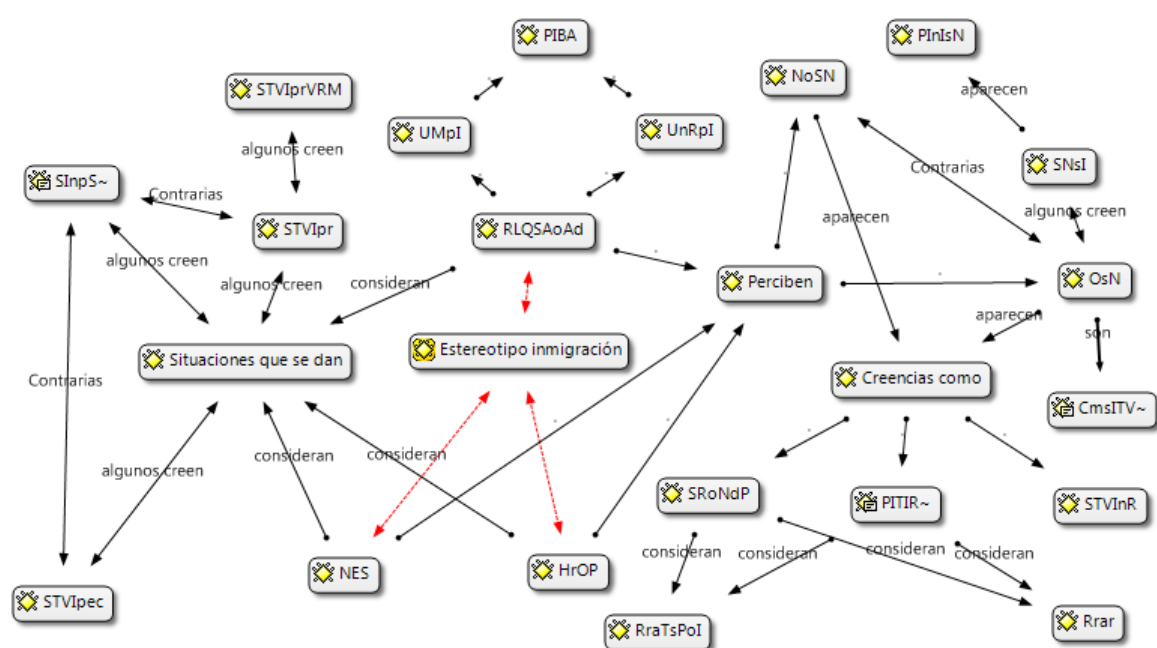 PIBA
PInIsN
NoSN
STVIprVRM
aparecen
UMpI
UnRpI
algunos creen
SNsI
SInpS~
Contrarias
Contrarias
algunos creen
aparecen
STVIpr
RLQSAoAd
algunos creen
algunos creen
consideran
Perciben
OsN
aparecen
son
Situaciones que se dan
Estereotipo inmigración
Creencias como
Contrarias
CmsITV~
algunos creen
consideran
consideran
SRoNdP
PITIR~
STVInR
consideran
consideran
consideran
consideran
NES
HrOP
STVIpec
RraTsPoI
Rrar